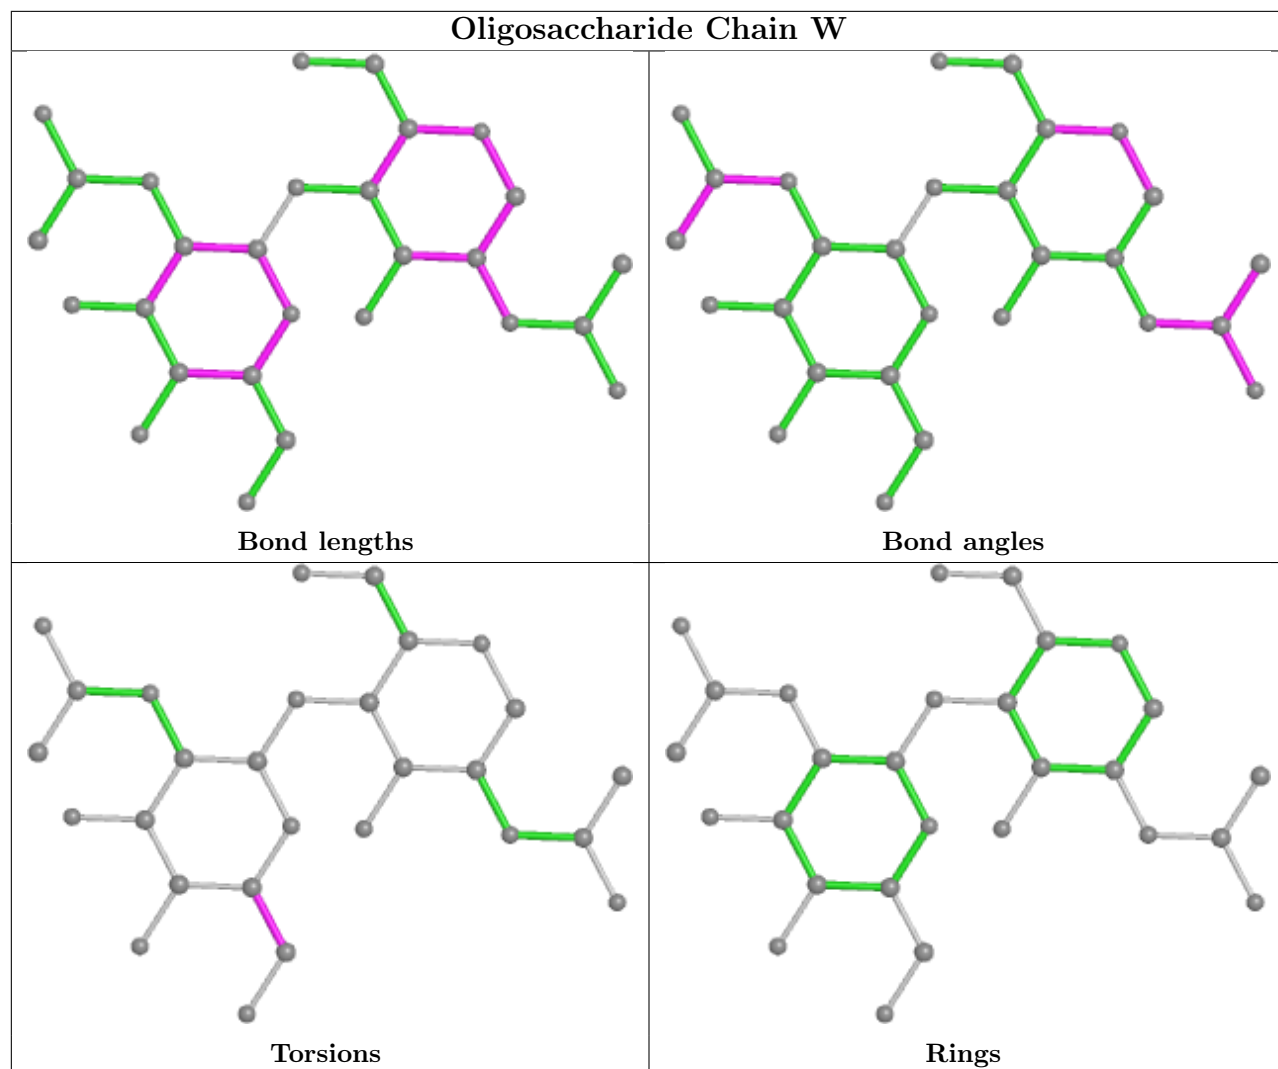 Oligosaccharide Chain W
Bond lengths
Bond angles
Torsions
Rings